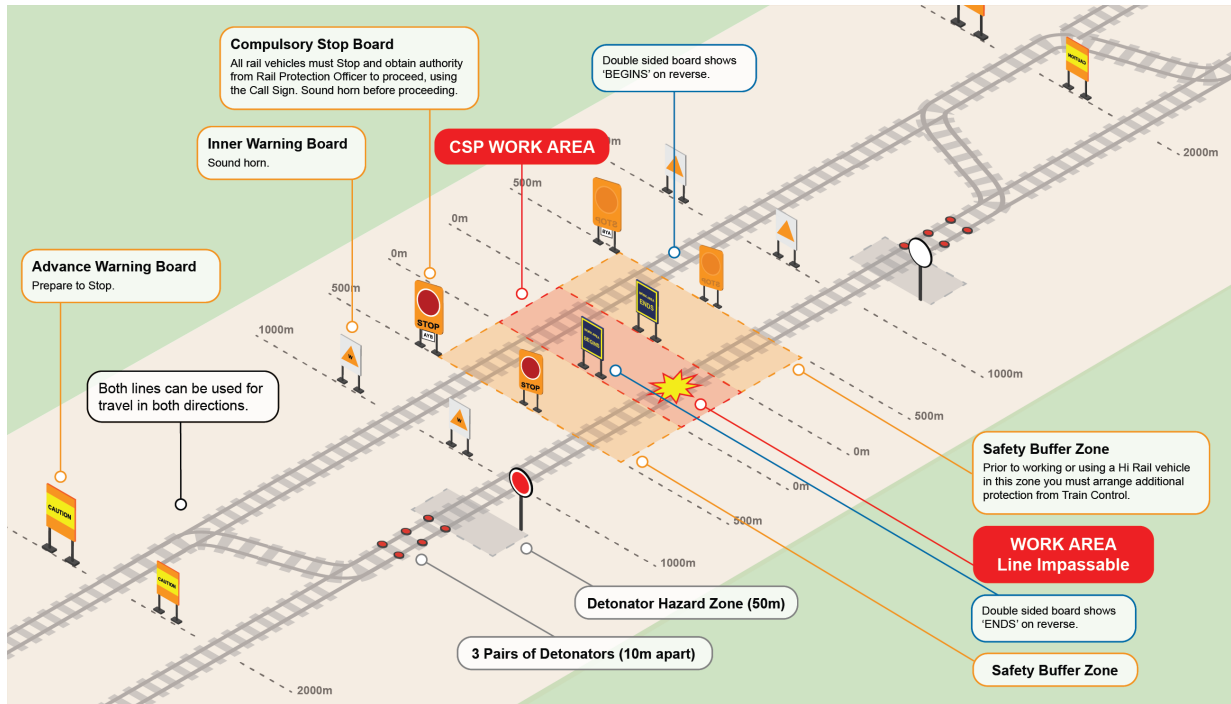 Compulsory Stop Board
All rail vehicles must Stop and obtain authority
from Rail Protection Officer to proceed, using
the Call Sign. Sound horn before proceeding.
Double sided board shows
‘BEGINS’ on reverse.
Inner Warning Board
Sound horn.
CSP WORK AREA
Advance Warning Board
Prepare to Stop.
Both lines can be used for
travel in both directions.
CAUTION
2000m
500m
0m
STOP
0m
500m
1000m
STOP
ENDS
BEGINS
STOP
AYB
STOP
W
W
1000m
500m
0m
0m
500m
1000m
CAUTION
CAUTION
2000m
Safety Buffer Zone
Prior to working or using a Hi Rail vehicle
in this zone you must arrange additional
protection from Train Control.
WORK AREA
Line Impassable
Double sided board shows
‘ENDS’ on reverse.
Safety Buffer Zone
Detonator Hazard Zone (50m)
3 Pairs of Detonators (10m apart)